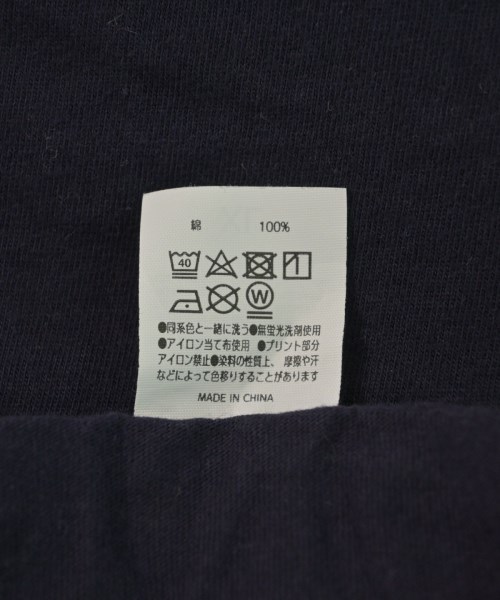 綿 100%
40
W
●同系色と一緒に洗う●無蛍光洗剤使用
●アイロン当て布使用 ●プリント部分
アイロン禁止●染料の性質上、摩擦や汗
などによって色移りすることがあります
MADE IN CHINA